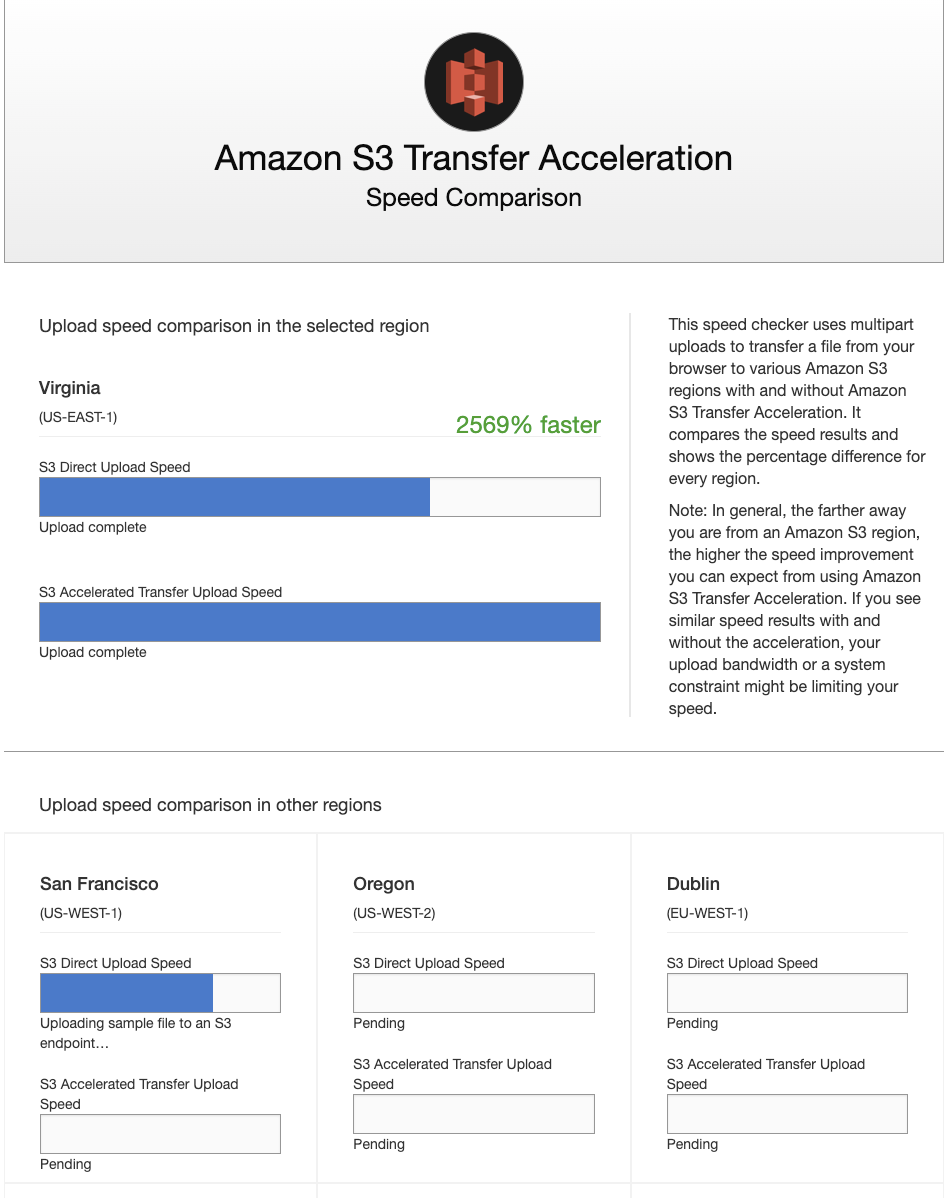 Amazon S3 Transfer Acceleration
Speed Comparison
Upload speed comparison in the selected region
Virginia
(US-EAST-1)
2569% faster
S3 Direct Upload Speed
Upload complete
S3 Accelerated Transfer Upload Speed
Upload complete
This speed checker uses multipart
uploads to transfer a file from your
browser to various Amazon S3
regions with and without Amazon
S3 Transfer Acceleration. It
compares the speed results and
shows the percentage difference for
every region.
Note: In general, the farther away
you are from an Amazon S3 region,
the higher the speed improvement
you can expect from using Amazon
S3 Transfer Acceleration. If you see
similar speed results with and
without the acceleration, your
upload bandwidth or a system
constraint might be limiting your
speed.
Upload speed comparison in other regions
San Francisco
(US-WEST-1)
S3 Direct Upload Speed
Uploading sample file to an S3
endpoint…
S3 Accelerated Transfer Upload
Speed
Pending
Oregon
(US-WEST-2)
S3 Direct Upload Speed
Pending
S3 Accelerated Transfer Upload
Speed
Pending
Dublin
(EU-WEST-1)
S3 Direct Upload Speed
Pending
S3 Accelerated Transfer Upload
Speed
Pending